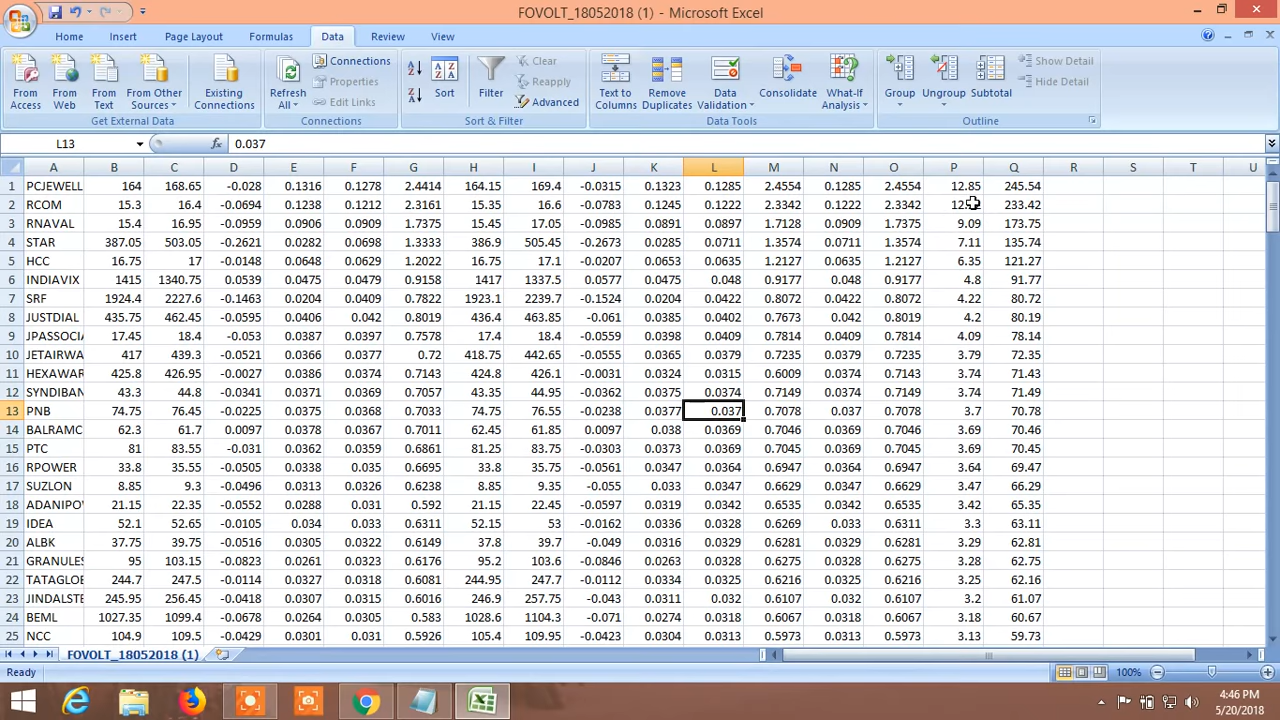 FOVOLT_18052018 (1) - Microsoft Excel
Home Insert Page Layout Formulas Data Review View
From Access From Web From Text From Other Sources Existing Connections Refresh All Connections Properties Edit Links Sort Filter Clear Reapply Advanced Text to Columns Remove Duplicates Data Validation Consolidate What-If Analysis Group Ungroup Subtotal Show Detail Hide Detail
Get External Data Connections Sort & Filter Data Tools Outline
L13 fx 0.037
A B C D E F G H I J K L M N O P Q R S T U
1 PCJEWELL 164 168.65 -0.028 0.1316 0.1278 2.4414 164.15 169.4 -0.0315 0.1323 0.1285 2.4554 0.1285 2.4554 12.85 245.54
2 RCOM 15.3 16.4 -0.0694 0.1238 0.1212 2.3161 15.35 16.6 -0.0783 0.1245 0.1222 2.3342 0.1222 2.3342 233.42
3 RNAVAL 15.45 16.9 -0.0959 0.0906 0.0909 1.7375 15.45 16.9 -0.0905 0.0891 0.0897 1.7128 0.0909 1.7375 9.09 173.75
4 STAR 387.05 503.05 -0.2621 0.0282 0.0698 1.3333 386.9 505.45 -0.2673 0.0285 0.0711 1.3574 0.0711 1.3574 7.11 135.74
5 HCC 16.75 17 -0.0148 0.0648 0.0629 1.2022 16.75 17.1 -0.0207 0.0653 0.0635 1.2127 0.0635 1.2127 6.35 121.27
6 INDIAVIX 1415 1340.75 0.0539 0.0475 0.0479 0.9158 1417 1337.5 0.0577 0.0475 0.048 0.9177 0.048 0.9177 4.8 91.77
7 SRF 1924.4 2227.6 -0.1463 0.0204 0.0409 0.7822 1923.1 2239.7 -0.1524 0.0204 0.0422 0.8072 0.0422 0.8072 4.22 80.72
8 JUSTDIAL 435.75 462.45 -0.0595 0.0406 0.042 0.8019 436.4 463.85 -0.061 0.0385 0.0402 0.7673 0.042 0.8019 4.2 80.19
9 JPASSOCIA 17.45 18.4 -0.053 0.0387 0.0397 0.7578 17.4 18.4 -0.0559 0.0398 0.0409 0.7814 0.0409 0.7814 4.09 78.14
10 JETAIRWA 417 439.3 -0.0521 0.0366 0.0377 0.72 418.75 442.65 -0.0555 0.0365 0.0379 0.7235 0.0379 0.7235 3.79 72.35
11 HEXAWAR 425.8 426.95 -0.0027 0.0386 0.0374 0.7143 424.8 426.1 -0.0031 0.0324 0.0315 0.6009 0.0374 0.7143 3.74 71.43
12 SYNDIBAN 43.3 44.8 -0.0341 0.0371 0.0369 0.7057 43.35 44.95 -0.0362 0.0375 0.0374 0.7149 0.0374 0.7149 3.74 71.49
13 PNB 74.75 76.45 -0.0225 0.0375 0.0368 0.7033 74.75 76.55 -0.0238 0.0377 0.037 0.7078 0.037 0.7078 3.7 70.78
14 BALRAMC 62.3 61.7 0.0097 0.0378 0.0367 0.7011 62.45 61.85 0.0097 0.038 0.0369 0.7046 0.0369 0.7046 3.69 70.46
15 PTC 81 83.55 -0.031 0.0362 0.0359 0.6861 81.25 83.75 -0.0303 0.0373 0.0369 0.7045 0.0369 0.7045 3.69 70.45
16 RPOWER 33.8 35.55 -0.0505 0.0338 0.035 0.6695 33.8 35.75 -0.0561 0.0347 0.0364 0.6947 0.0364 0.6947 3.64 69.47
17 SUZLON 8.85 9.3 -0.0496 0.0313 0.0326 0.6238 8.85 9.35 -0.055 0.033 0.0347 0.6629 0.0347 0.6629 3.47 66.29
18 ADANIPO 21.15 22.35 -0.0552 0.0288 0.031 0.592 21.15 22.45 -0.0597 0.0319 0.0342 0.6535 0.0342 0.6535 3.42 65.35
19 IDEA 52.1 52.65 -0.0105 0.034 0.033 0.6311 52.15 53 -0.0162 0.0336 0.0328 0.6269 0.033 0.6311 3.3 63.11
20 ALBK 37.75 39.75 -0.0516 0.0305 0.0322 0.6149 37.8 39.7 -0.049 0.0316 0.0329 0.6281 0.0329 0.6281 3.29 62.81
21 GRANULES 95 103.15 -0.0823 0.0261 0.0323 0.6176 95.2 103.6 -0.0846 0.0263 0.0328 0.6275 0.0328 0.6275 3.28 62.75
22 TATAGLOE 244.7 247.5 -0.0114 0.0327 0.0318 0.6081 244.95 247.7 -0.0112 0.0334 0.0325 0.6216 0.0325 0.6216 3.25 62.16
23 JINDALSTE 245.95 256.45 -0.0418 0.0307 0.0315 0.6016 246.9 257.75 -0.043 0.0311 0.032 0.6107 0.032 0.6107 3.2 61.07
24 BEML 1027.35 1099.4 -0.0678 0.0264 0.0305 0.583 1028.6 1104.3 -0.071 0.0274 0.0318 0.6067 0.0318 0.6067 3.18 60.67
25 NCC 104.9 109.5 -0.0429 0.0301 0.031 0.5926 105.4 109.95 -0.0423 0.0304 0.0313 0.5973 0.0313 0.5973 3.13 59.73
FOVOLT_18052018 (1)
Ready 100%
4:46 PM
5/20/2018